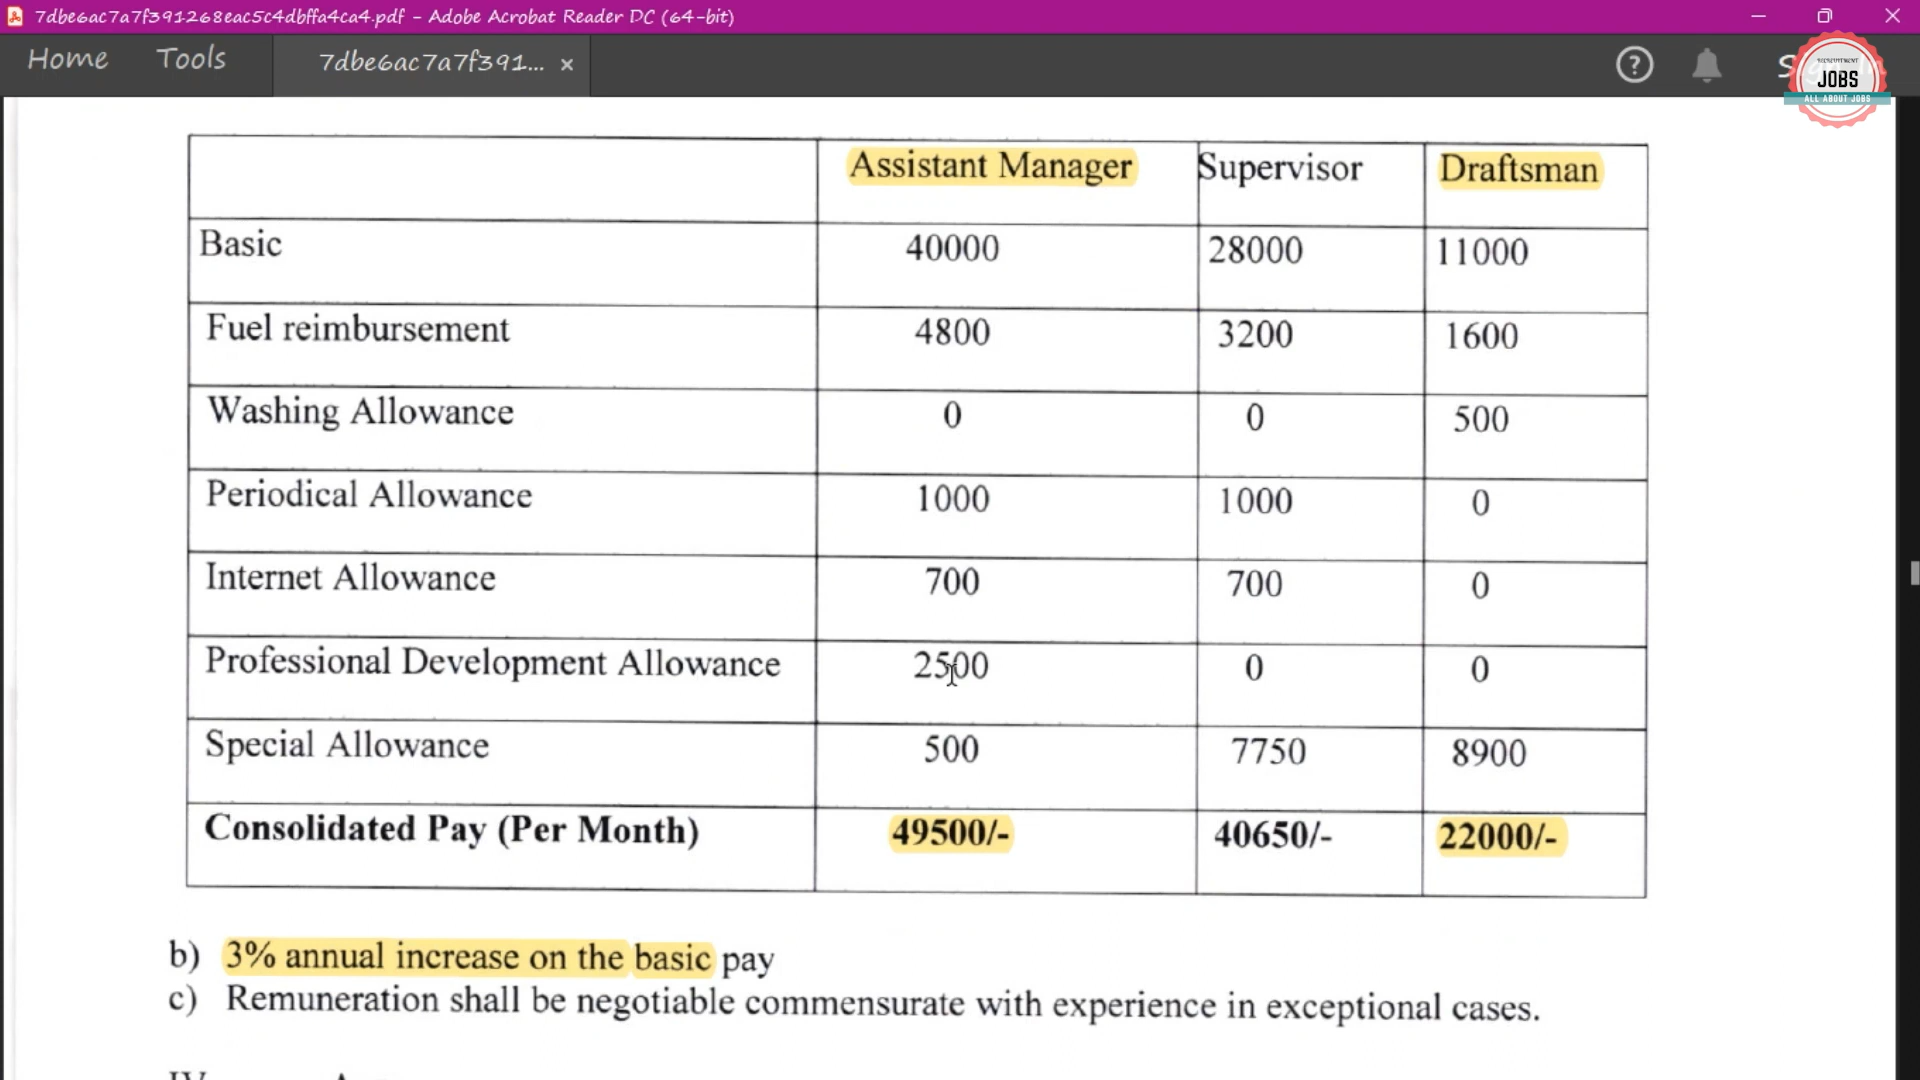 7dbe6ac7a7f391268eac5c4dbffa4ca4.pdf - Adobe Acrobat Reader DC (64-bit)
Home Tools 7dbe6ac7a7f391... ×
RECRUITMENT
JOBS
ALL ABOUT JOBS
Assistant Manager Supervisor Draftsman
Basic 40000 28000 11000
Fuel reimbursement 4800 3200 1600
Washing Allowance 0 0 500
Periodical Allowance 1000 1000 0
Internet Allowance 700 700 0
Professional Development Allowance 2500 0 0
Special Allowance 500 7750 8900
Consolidated Pay (Per Month) 49500/- 40650/- 22000/-
b) 3% annual increase on the basic pay
c) Remuneration shall be negotiable commensurate with experience in exceptional cases.